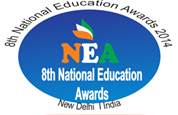 8th National Education Awards 2014
NEA
8th National Education
Awards
New Delhi India